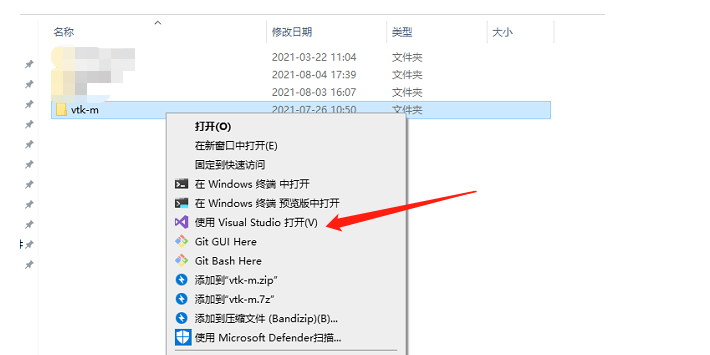 名称 修改日期 类型 大小
2021-03-22 11:04 文件夹
2021-08-04 17:39 文件夹
2021-08-03 16:07 文件夹
vtk-m 2021-07-26 10:50 文件夹
打开(O)
在新窗口中打开(E)
固定到快速访问
在 Windows 终端 中打开
在 Windows 终端 预览版中打开
使用 Visual Studio 打开(V)
Git GUI Here
Git Bash Here
添加到"vtk-m.zip"
添加到"vtk-m.7z"
添加到压缩文件 (Bandizip)(B)...
使用 Microsoft Defender扫描...